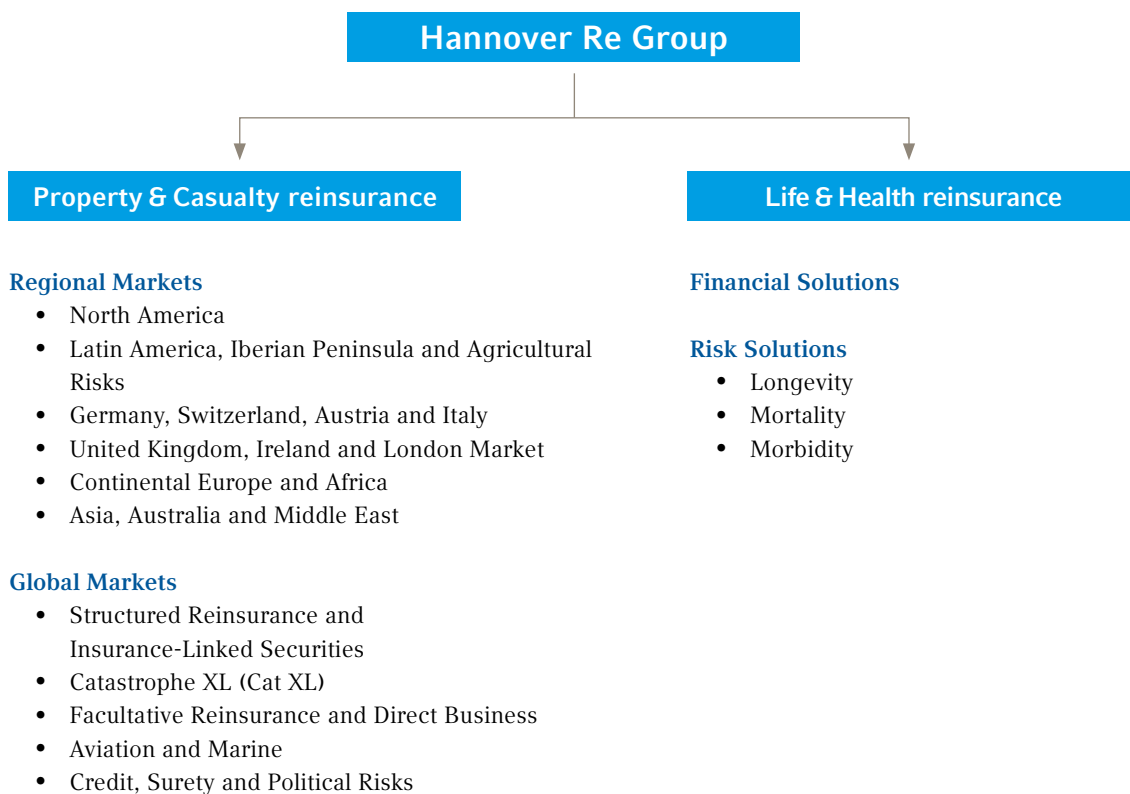 Hannover Re Group
Property & Casualty reinsurance
Regional Markets
• North America
• Latin America, Iberian Peninsula and Agricultural
Risks
• Germany, Switzerland, Austria and Italy
• United Kingdom, Ireland and London Market
• Continental Europe and Africa
• Asia, Australia and Middle East
Global Markets
• Structured Reinsurance and
Insurance-Linked Securities
• Catastrophe XL (Cat XL)
• Facultative Reinsurance and Direct Business
• Aviation and Marine
• Credit, Surety and Political Risks
Life & Health reinsurance
Financial Solutions
Risk Solutions
• Longevity
• Mortality
• Morbidity